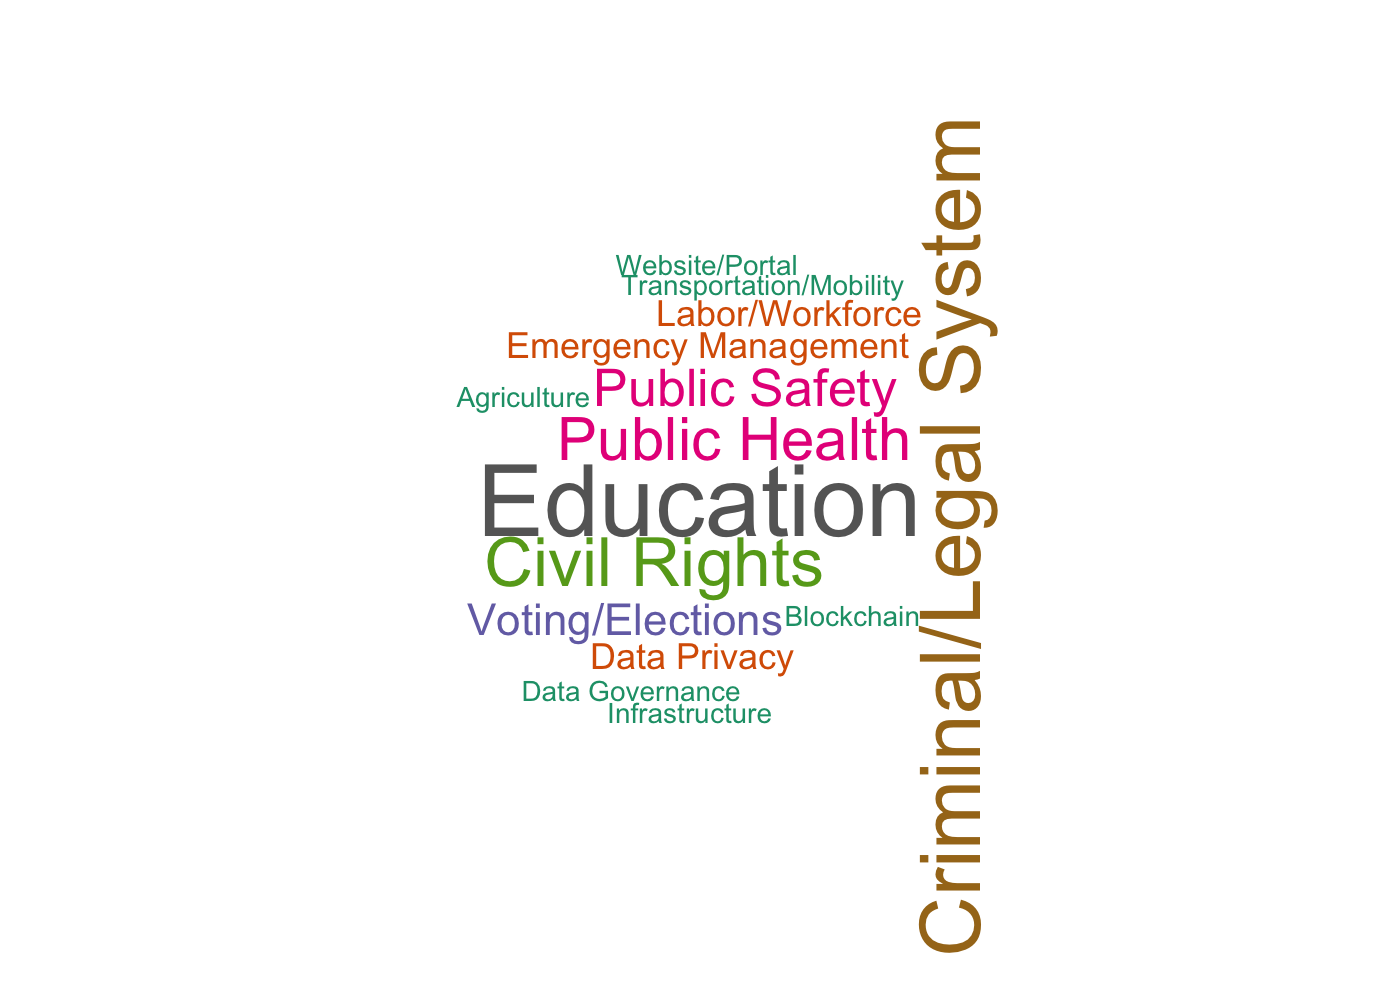 Website/Portal
Transportation/Mobility
Labor/Workforce
Emergency Management
Public Safety
Agriculture
Public Health
Education
Civil Rights
Voting/Elections
Blockchain
Data Privacy
Data Governance
Infrastructure
Criminal/Legal System